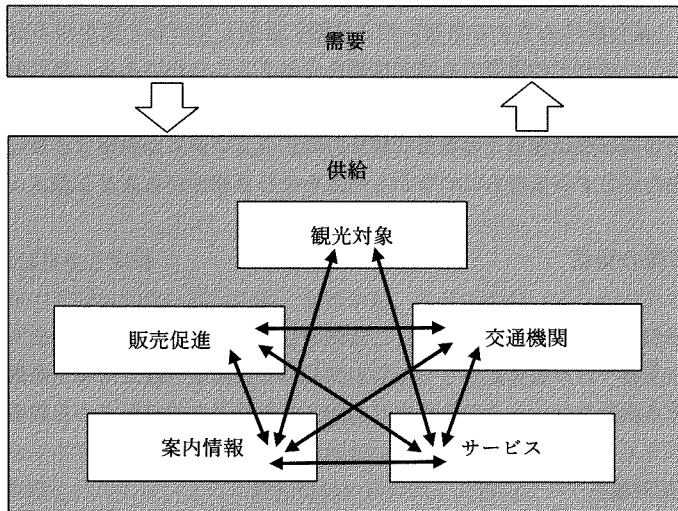 需要
供給
観光対象
販売促進
交通機関
案内情報
サービス